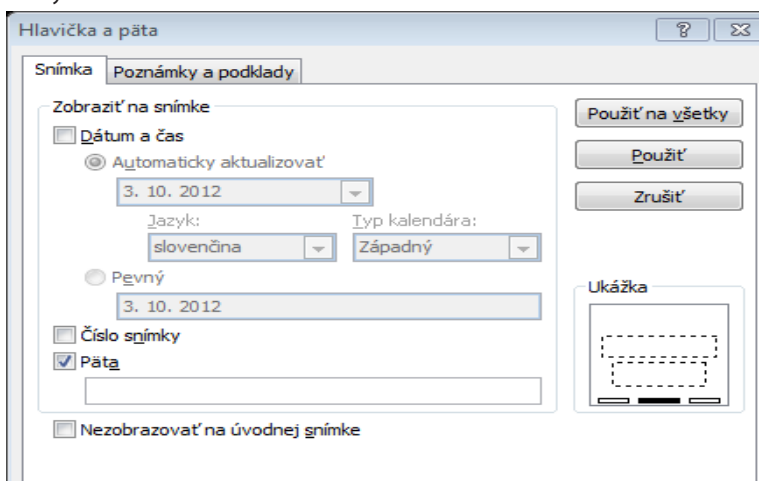 Hlavička a päta
Snímka Poznámky a podklady
Zobraziť na snímke
Dátum a čas
Automaticky aktualizovať
3. 10. 2012
Jazyk: Typ kalendára:
slovenčina Západný
Pevný
3. 10. 2012
Číslo snímky
Päta
Nezobrazovať na úvodnej snímke
Použiť na všetky
Použiť
Zrušiť
Ukážka